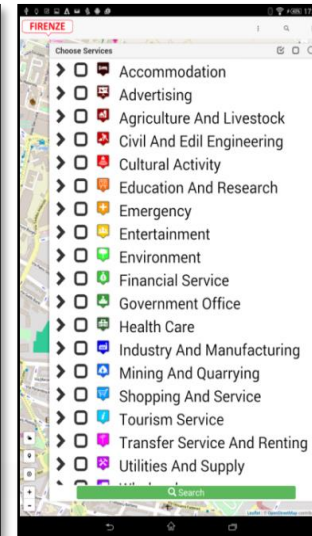 FIRENZE
Choose Services
Accommodation
Advertising
Agriculture And Livestock
Civil And Edil Engineering
Cultural Activity
Education And Research
Emergency
Entertainment
Environment
Financial Service
Government Office
Health Care
Industry And Manufacturing
Mining And Quarrying
Shopping And Service
Tourism Service
Transfer Service And Renting
Utilities And Supply
Search